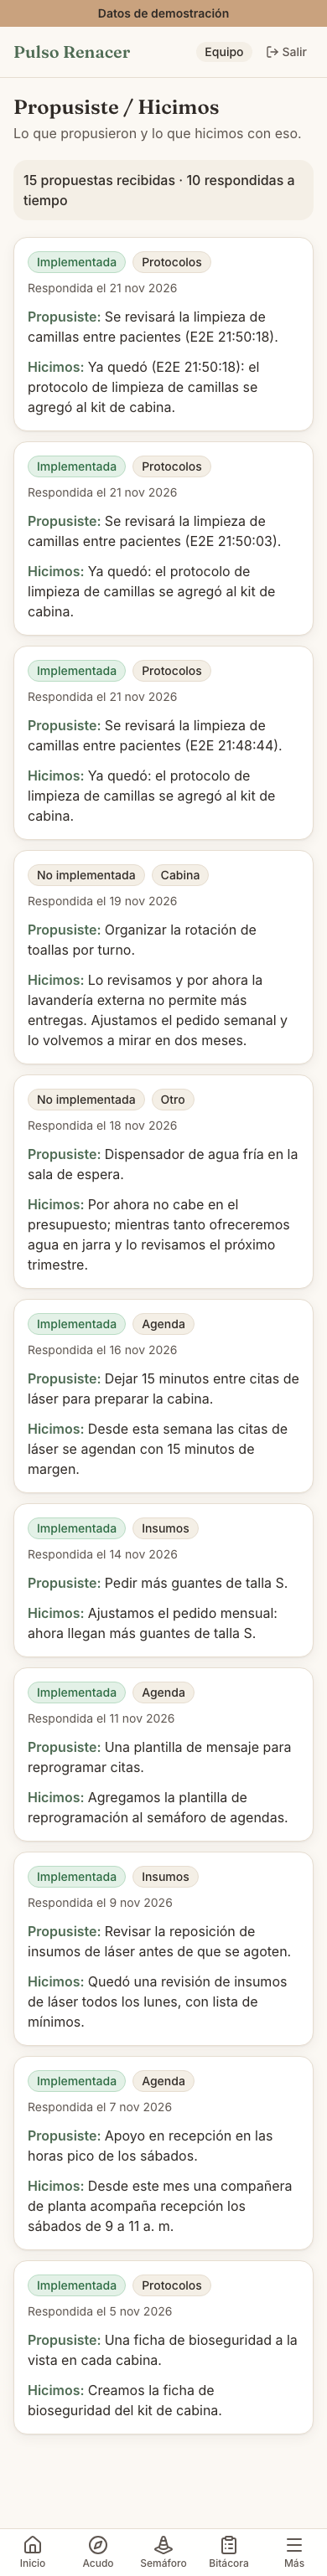 Datos de demostración
Pulso Renacer
Equipo
Salir
Propusiste / Hicimos
Lo que propusieron y lo que hicimos con eso.
15 propuestas recibidas · 10 respondidas a
tiempo
Implementada Protocolos
Respondida el 21 nov 2026
Propusiste: Se revisará la limpieza de
camillas entre pacientes (E2E 21:50:18).
Hicimos: Ya quedó (E2E 21:50:18): el
protocolo de limpieza de camillas se
agregó al kit de cabina.
Implementada Protocolos
Respondida el 21 nov 2026
Propusiste: Se revisará la limpieza de
camillas entre pacientes (E2E 21:50:03).
Hicimos: Ya quedó: el protocolo de
limpieza de camillas se agregó al kit de
cabina.
Implementada Protocolos
Respondida el 21 nov 2026
Propusiste: Se revisará la limpieza de
camillas entre pacientes (E2E 21:48:44).
Hicimos: Ya quedó: el protocolo de
limpieza de camillas se agregó al kit de
cabina.
No implementada Cabina
Respondida el 19 nov 2026
Propusiste: Organizar la rotación de
toallas por turno.
Hicimos: Lo revisamos y por ahora la
lavandería externa no permite más
entregas. Ajustamos el pedido semanal y
lo volvemos a mirar en dos meses.
No implementada Otro
Respondida el 18 nov 2026
Propusiste: Dispensador de agua fría en la
sala de espera.
Hicimos: Por ahora no cabe en el
presupuesto; mientras tanto ofreceremos
agua en jarra y lo revisamos el próximo
trimestre.
Implementada Agenda
Respondida el 16 nov 2026
Propusiste: Dejar 15 minutos entre citas de
láser para preparar la cabina.
Hicimos: Desde esta semana las citas de
láser se agendan con 15 minutos de
margen.
Implementada Insumos
Respondida el 14 nov 2026
Propusiste: Pedir más guantes de talla S.
Hicimos: Ajustamos el pedido mensual:
ahora llegan más guantes de talla S.
Implementada Agenda
Respondida el 11 nov 2026
Propusiste: Una plantilla de mensaje para
reprogramar citas.
Hicimos: Agregamos la plantilla de
reprogramación al semáforo de agendas.
Implementada Insumos
Respondida el 9 nov 2026
Propusiste: Revisar la reposición de
insumos de láser antes de que se agoten.
Hicimos: Quedó una revisión de insumos
de láser todos los lunes, con lista de
mínimos.
Implementada Agenda
Respondida el 7 nov 2026
Propusiste: Apoyo en recepción en las
horas pico de los sábados.
Hicimos: Desde este mes una compañera
de planta acompaña recepción los
sábados de 9 a 11 a. m.
Implementada Protocolos
Respondida el 5 nov 2026
Propusiste: Una ficha de bioseguridad a la
vista en cada cabina.
Hicimos: Creamos la ficha de
bioseguridad del kit de cabina.
Inicio Acudo Semáforo Bitácora Más